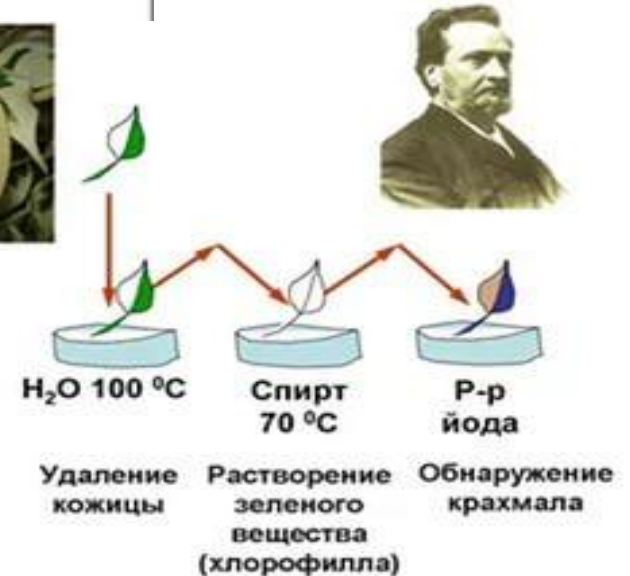 H₂O 100 ⁰C
Спирт
70 ⁰C
Р-р
йода
Удаление
кожицы
Растворение
зеленого
вещества
(хлорофилла)
Обнаружение
крахмала